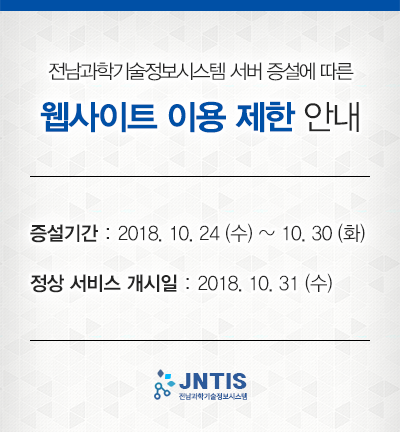 전남과학기술정보시스템 서버 증설에 따른
웹사이트 이용 제한 안내
증설기간 : 2018. 10. 24 (수) ~ 10. 30 (화)
정상 서비스 개시일 : 2018. 10. 31 (수)
JNTIS
전남과학기술정보시스템